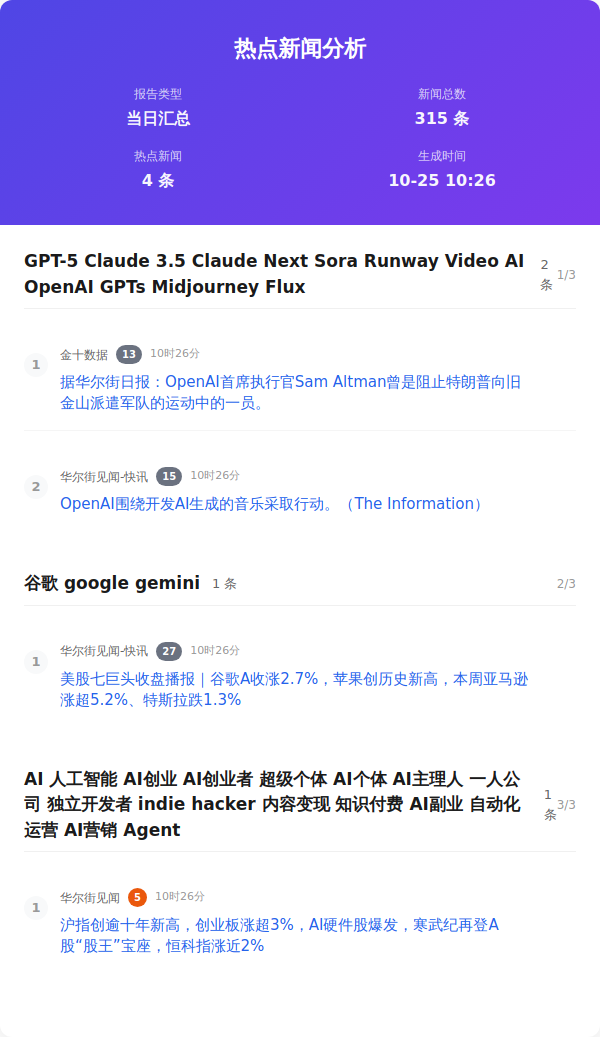 热点新闻分析
报告类型
新闻总数
当日汇总
315 条
热点新闻
生成时间
4 条
10-25 10:26
GPT-5 Claude 3.5 Claude Next Sora Runway Video AI
OpenAI GPTs Midjourney Flux
2
条
1/3
1
金十数据 13 10时26分
据华尔街日报：OpenAI首席执行官Sam Altman曾是阻止特朗普向旧
金山派遣军队的运动中的一员。
2
华尔街见闻-快讯 15 10时26分
OpenAI围绕开发AI生成的音乐采取行动。（The Information）
谷歌 google gemini 1 条 2/3
1
华尔街见闻-快讯 27 10时26分
美股七巨头收盘播报｜谷歌A收涨2.7%，苹果创历史新高，本周亚马逊
涨超5.2%、特斯拉跌1.3%
AI 人工智能 AI创业 AI创业者 超级个体 AI个体 AI主理人 一人公
司 独立开发者 indie hacker 内容变现 知识付费 AI副业 自动化
运营 AI营销 Agent
1
条
3/3
1
华尔街见闻 5 10时26分
沪指创逾十年新高，创业板涨超3%，AI硬件股爆发，寒武纪再登A
股“股王”宝座，恒科指涨近2%